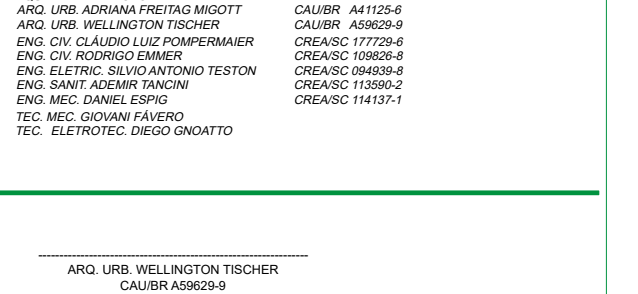 ARQ. URB. ADRIANA FREITAG MIGOTT CAU/BR A41125-6
ARQ. URB. WELLINGTON TISCHER CAU/BR A59629-9
ENG. CIV. CLÁUDIO LUIZ POMPERMAIER CREA/SC 177729-6
ENG. CIV. RODRIGO EMMER CREA/SC 109826-8
ENG. ELETRIC. SILVIO ANTONIO TESTON CREA/SC 094939-8
ENG. SANIT. ADEMIR TANCINI CREA/SC 113590-2
ENG. MEC. DANIEL ESPIG CREA/SC 114137-1
TEC. MEC. GIOVANI FÁVERO
TEC. ELETROTEC. DIEGO GNOATTO
ARQ. URB. WELLINGTON TISCHER
CAU/BR A59629-9